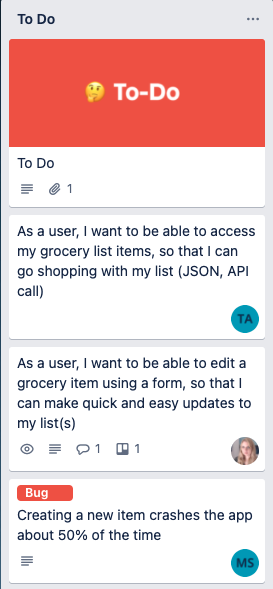 To Do
🤔 To-Do
To Do
1
As a user, I want to be able to access
my grocery list items, so that I can
go shopping with my list (JSON, API
call)
TA
As a user, I want to be able to edit a
grocery item using a form, so that I
can make quick and easy updates to
my list(s)
1 1
Bug
Creating a new item crashes the app
about 50% of the time
MS